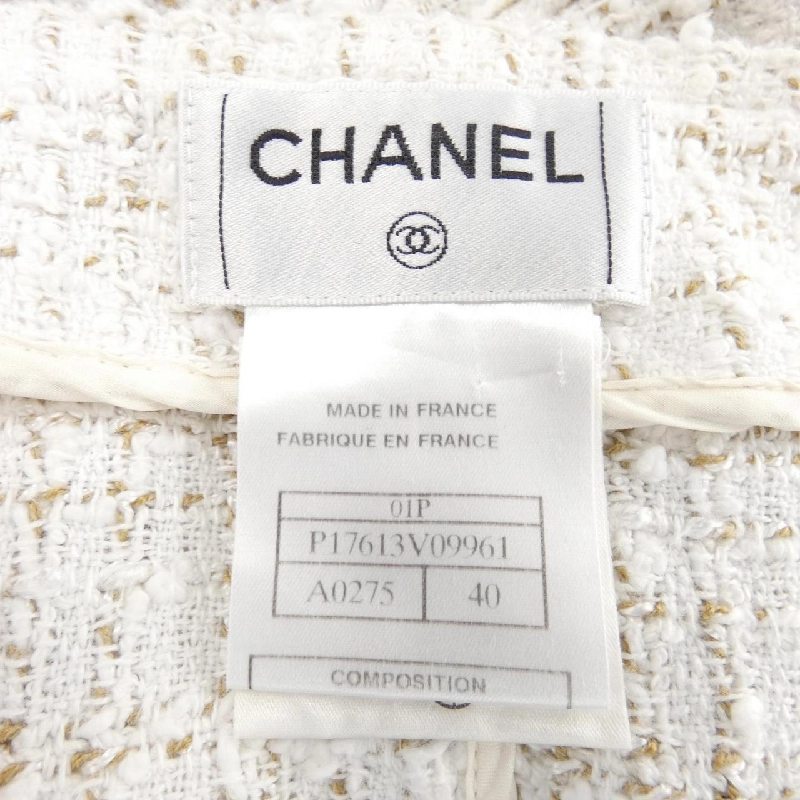 CHANEL
MADE IN FRANCE
FABRIQUE EN FRANCE
01P
P17613V09961
A0275 40
COMPOSITION